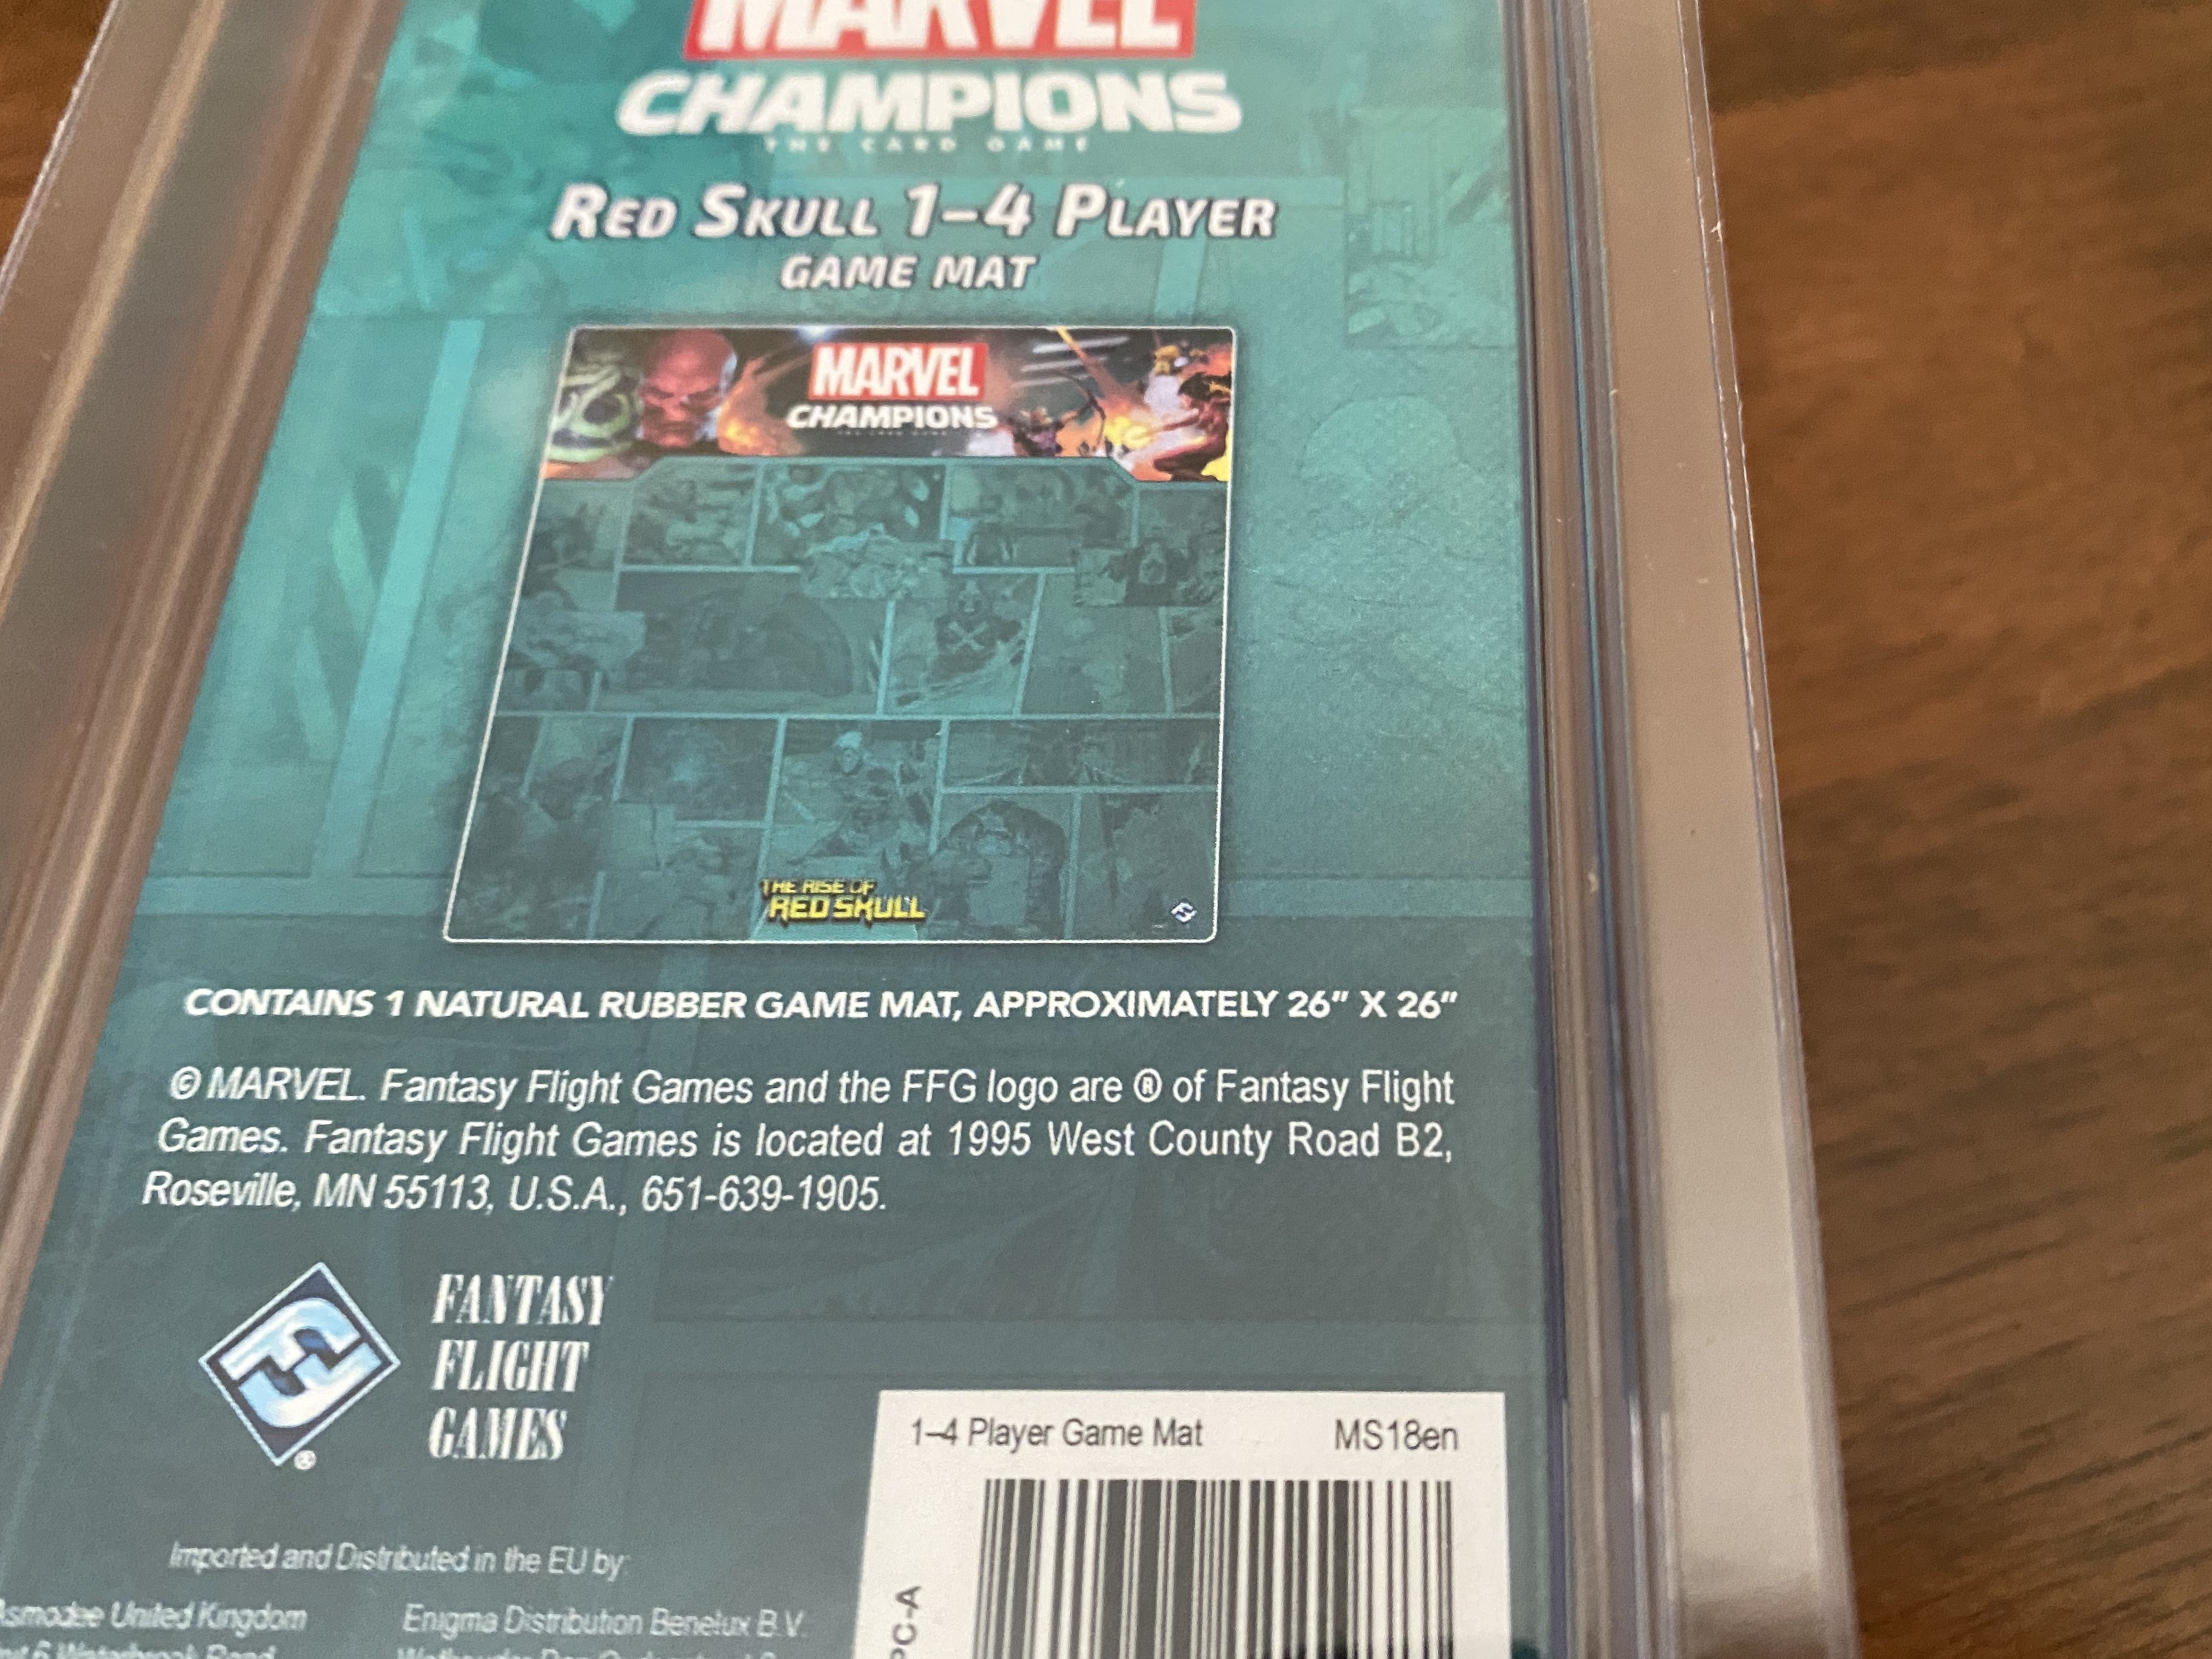 MARVEL
CHAMPIONS
THE CARD GAME
RED SKULL 1–4 PLAYER
GAME MAT
MARVEL
CHAMPIONS
THE RISE OF
RED SKULL
CONTAINS 1 NATURAL RUBBER GAME MAT, APPROXIMATELY 26" X 26"
© MARVEL. Fantasy Flight Games and the FFG logo are ® of Fantasy Flight
Games. Fantasy Flight Games is located at 1995 West County Road B2,
Roseville, MN 55113, U.S.A., 651-639-1905.
FANTASY
FLIGHT
GAMES
®
1–4 Player Game Mat MS18en
PC-A
Imported and Distributed in the EU by:
Asmodee United Kingdom
Enigma Distribution Benelux B.V.